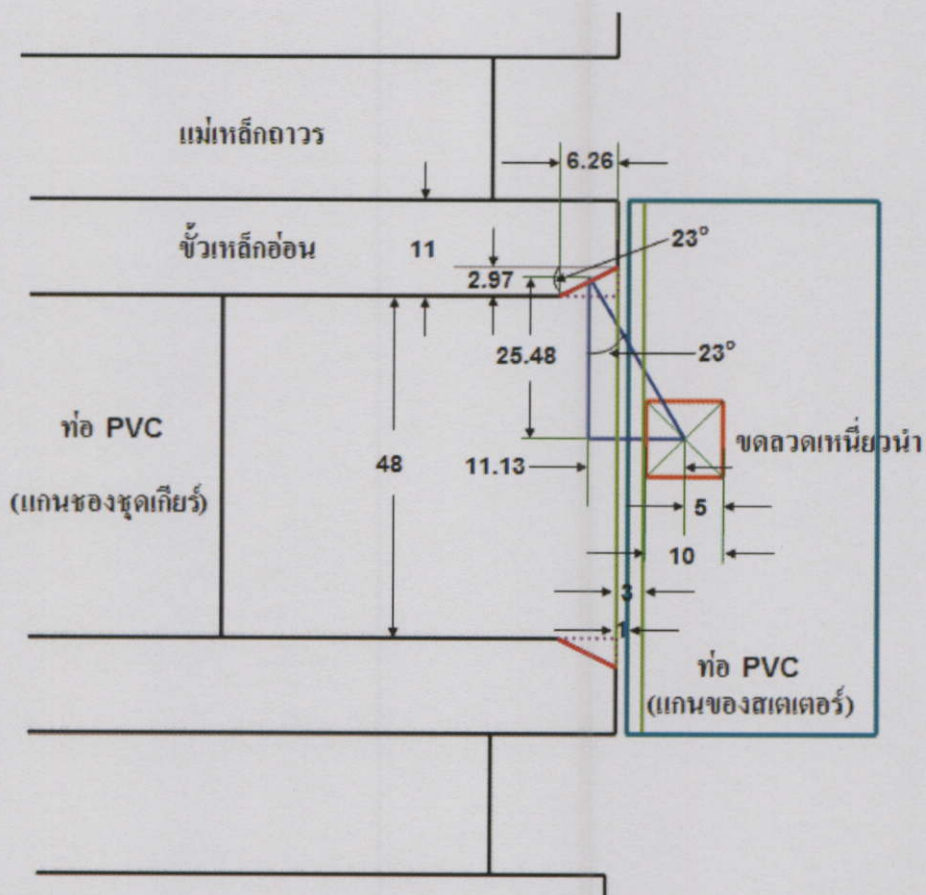 แม่เหล็กถาวร
6.26
ขั้วเหล็กอ่อน
11
23°
2.97
25.48
23°
ท่อ PVC
(แกนของชุดเกียร์)
48
11.13
ขดลวดเหนี่ยวนำ
5
10
3
1
ท่อ PVC
(แกนของสเตเตอร์)